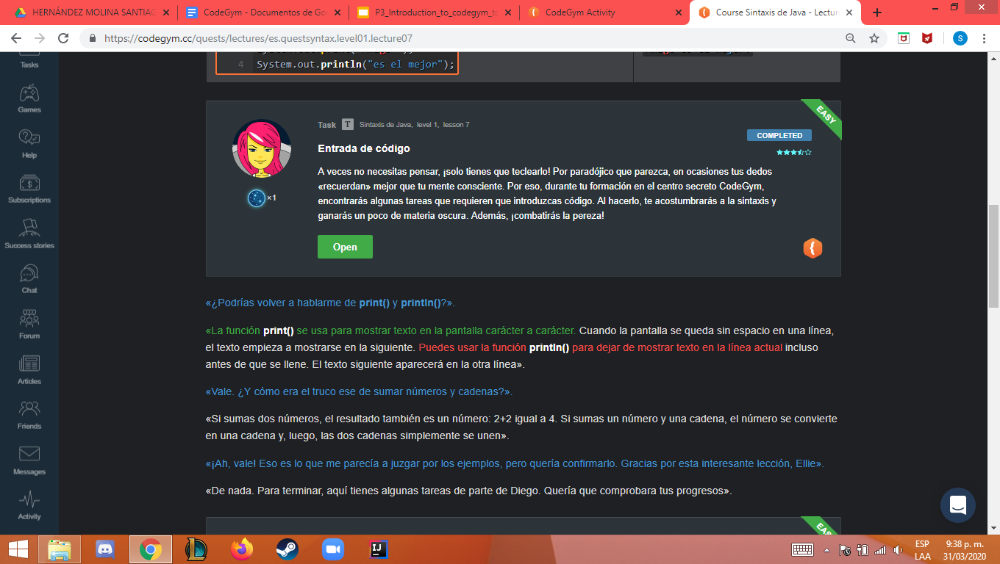 HERNÁNDEZ MOLINA SANTIAG
CodeGym - Documentos de Goo
P3_Introduction_to_codegym_to
CodeGym Activity
Course Sintaxis de Java - Lectur
https://codegym.cc/quests/lectures/es.questsyntax.level01.lecture07
S
Tasks
Games
Help
Subscriptions
Success stories
Chat
Forum
Articles
Friends
Messages
Activity
4 System.out.println("es el mejor");
EASY
Task T Sintaxis de Java, level 1, lesson 7
COMPLETED
Entrada de código
×1
A veces no necesitas pensar, ¡solo tienes que teclearlo! Por paradójico que parezca, en ocasiones tus dedos
«recuerdan» mejor que tu mente consciente. Por eso, durante tu formación en el centro secreto CodeGym,
encontrarás algunas tareas que requieren que introduzcas código. Al hacerlo, te acostumbrarás a la sintaxis y
ganarás un poco de materia oscura. Además, ¡combatirás la pereza!
Open
«¿Podrías volver a hablarme de print() y println()?».
«La función print() se usa para mostrar texto en la pantalla carácter a carácter. Cuando la pantalla se queda sin espacio en una línea,
el texto empieza a mostrarse en la siguiente. Puedes usar la función println() para dejar de mostrar texto en la línea actual incluso
antes de que se llene. El texto siguiente aparecerá en la otra línea».
«Vale. ¿Y cómo era el truco ese de sumar números y cadenas?».
«Si sumas dos números, el resultado también es un número: 2+2 igual a 4. Si sumas un número y una cadena, el número se convierte
en una cadena y, luego, las dos cadenas simplemente se unen».
«¡Ah, vale! Eso es lo que me parecía a juzgar por los ejemplos, pero quería confirmarlo. Gracias por esta interesante lección, Ellie».
«De nada. Para terminar, aquí tienes algunas tareas de parte de Diego. Quería que comprobara tus progresos».
EASY
IJ
ESP
LAA
9:38 p. m.
31/03/2020